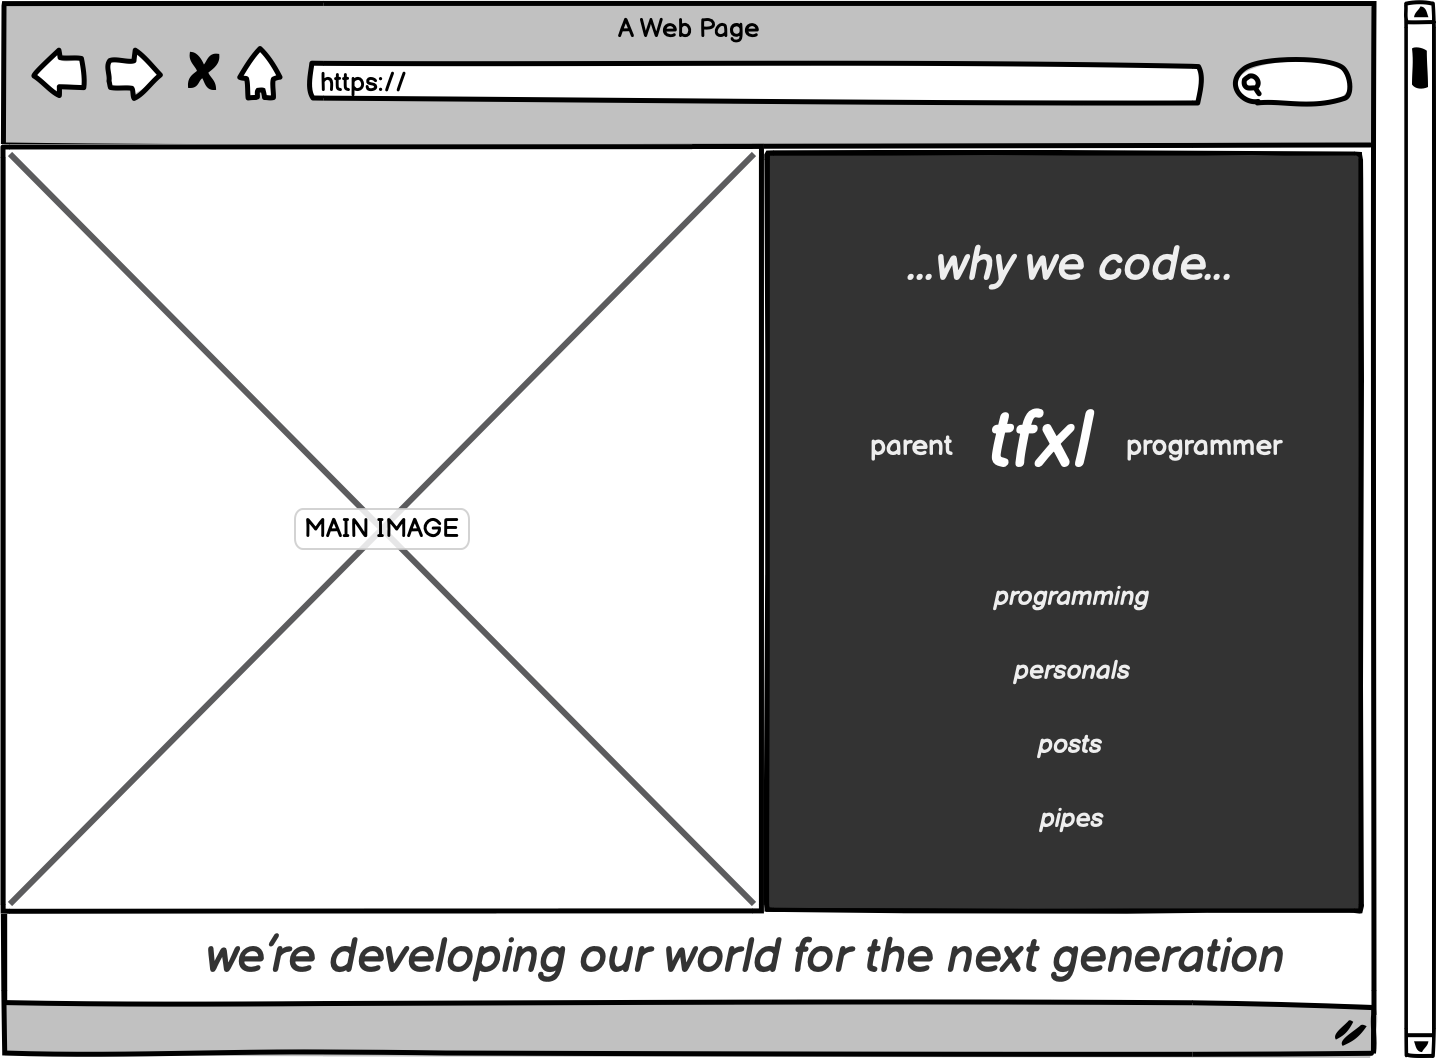 A Web Page
https://
MAIN IMAGE
...why we code...
parent tfxl programmer
programming
personals
posts
pipes
we're developing our world for the next generation